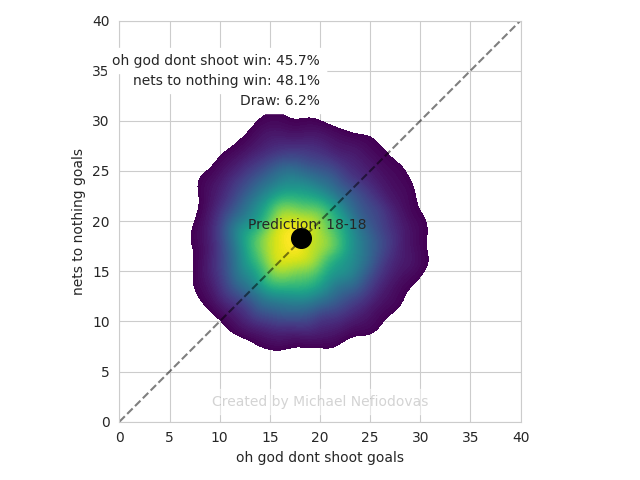 40
35
30
25
20
15
10
5
0
nets to nothing goals
oh god dont shoot win: 45.7%
nets to nothing win: 48.1%
Draw: 6.2%
Prediction: 18-18
Created by Michael Nefiodovas
0 5 10 15 20 25 30 35 40
oh god dont shoot goals